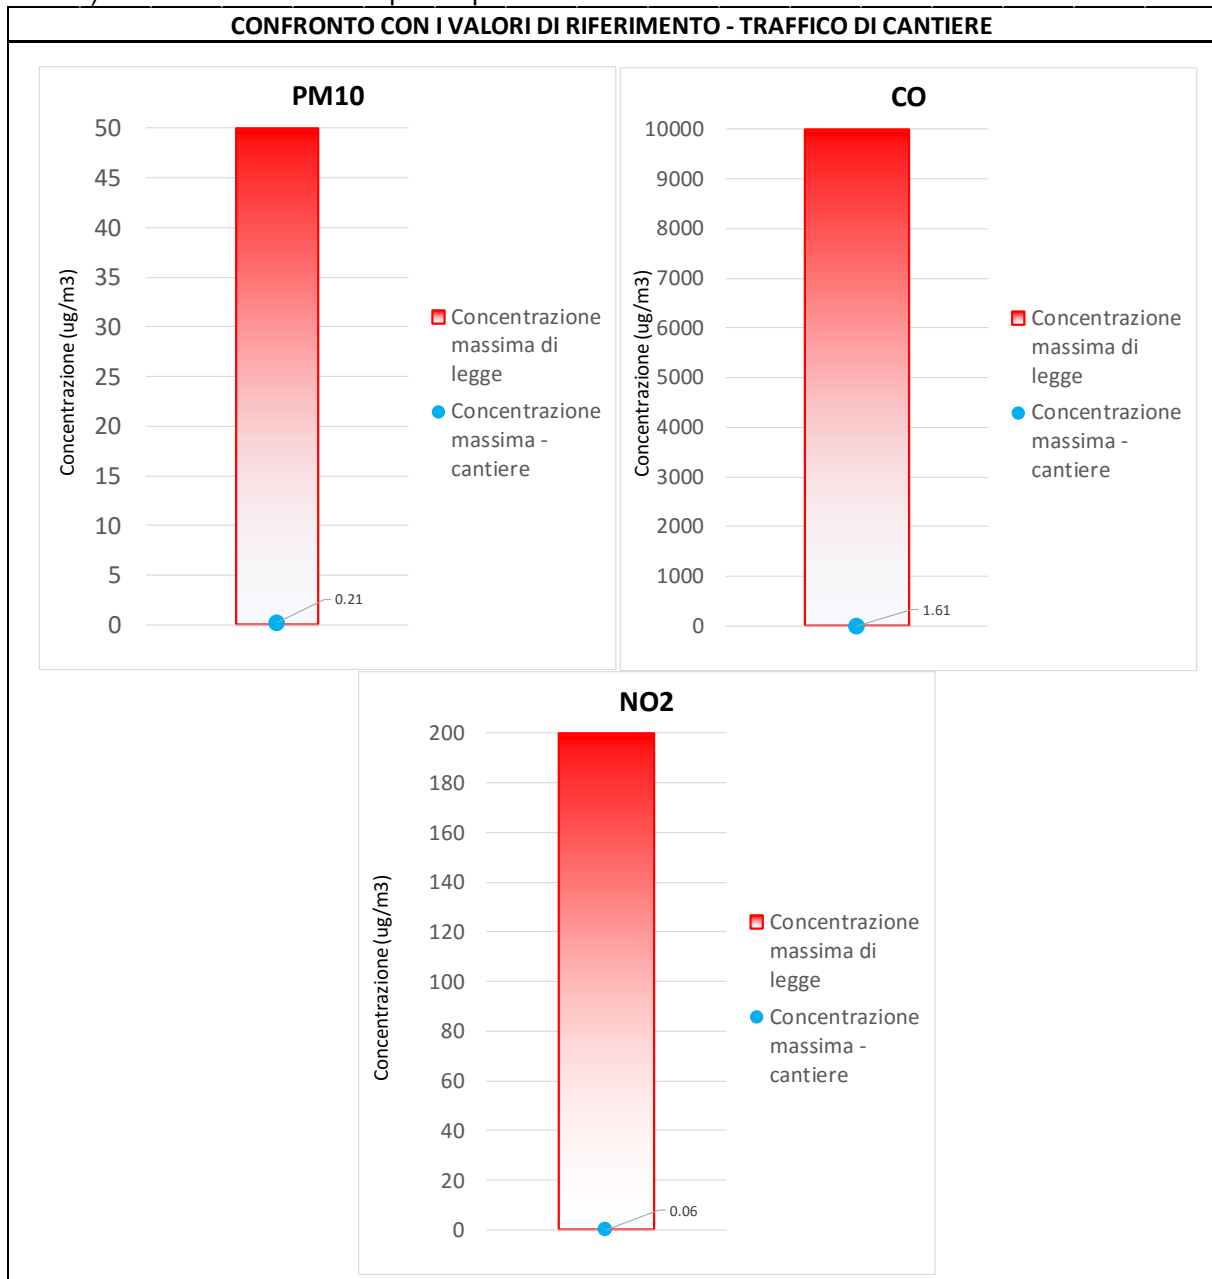 CONFRONTO CON I VALORI DI RIFERIMENTO - TRAFFICO DI CANTIERE
PM10
50
45
40
35
30
25
20
15
10
5
0
Concentrazione (ug/m3)
0.21
Concentrazione
massima di
legge
Concentrazione
massima -
cantiere
CO
10000
9000
8000
7000
6000
5000
4000
3000
2000
1000
0
Concentrazione (ug/m3)
1.61
Concentrazione
massima di
legge
Concentrazione
massima -
cantiere
NO2
200
180
160
140
120
100
80
60
40
20
0
Concentrazione (ug/m3)
0.06
Concentrazione
massima di
legge
Concentrazione
massima -
cantiere